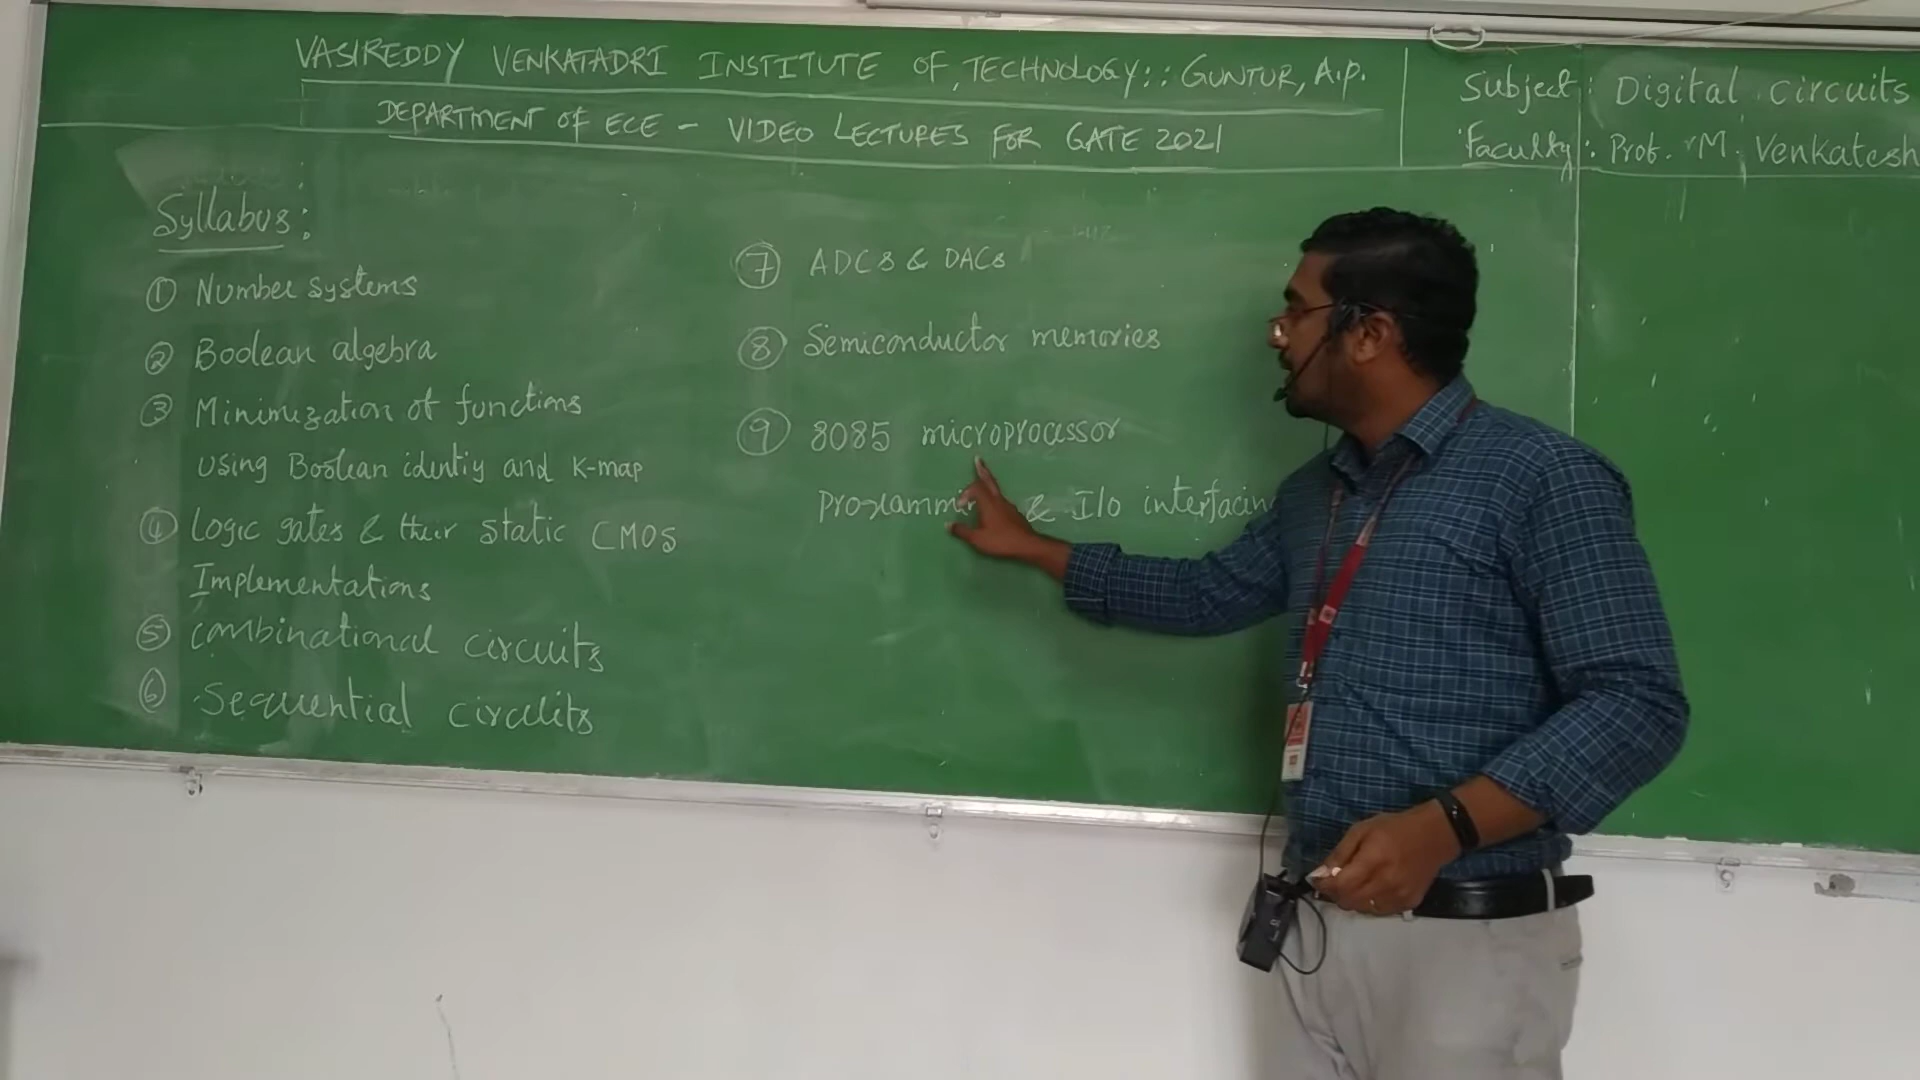 VASIREDDY VENKATADRI INSTITUTE OF TECHNOLOGY:: GUNTUR, A.P.
DEPARTMENT OF ECE - VIDEO LECTURES FOR GATE 2021
Subject: Digital circuits
Faculty: Prof. M. Venkatesh
Syllabus:
① Number systems
② Boolean algebra
③ Minimization of functions
using Boolean identiy and K-map
④ Logic gates & their static CMOS
Implementations
⑤ combinational circuits
⑥ Sequential circuits
⑦ ADCs & DACs
⑧ Semiconductor memories
⑨ 8085 microprocessor
& I/O interfacing